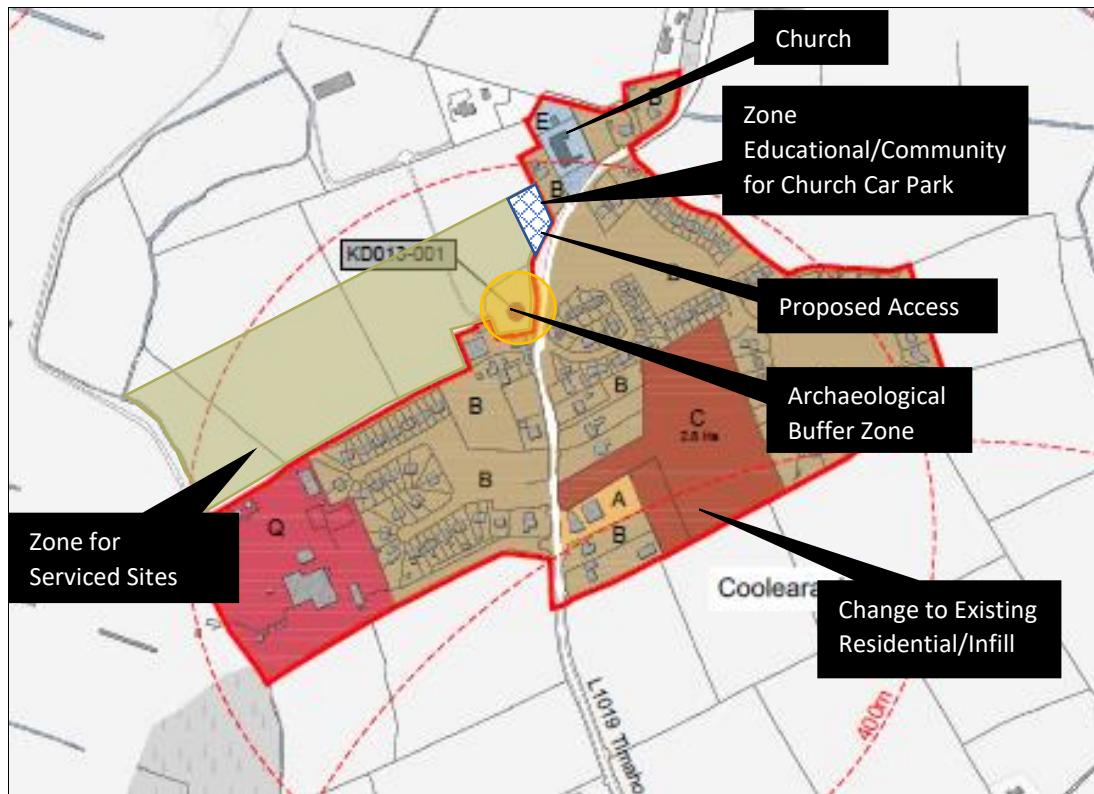 Church
Zone
Educational/Community
for Church Car Park
E
B
B
KD013-001
B
Proposed Access
Archaeological
Buffer Zone
B
B
C
2.8 Ha
B
A
B
Q
Zone for
Serviced Sites
Cooleara
Change to Existing
Residential/Infill
L1019 Timaho
400m